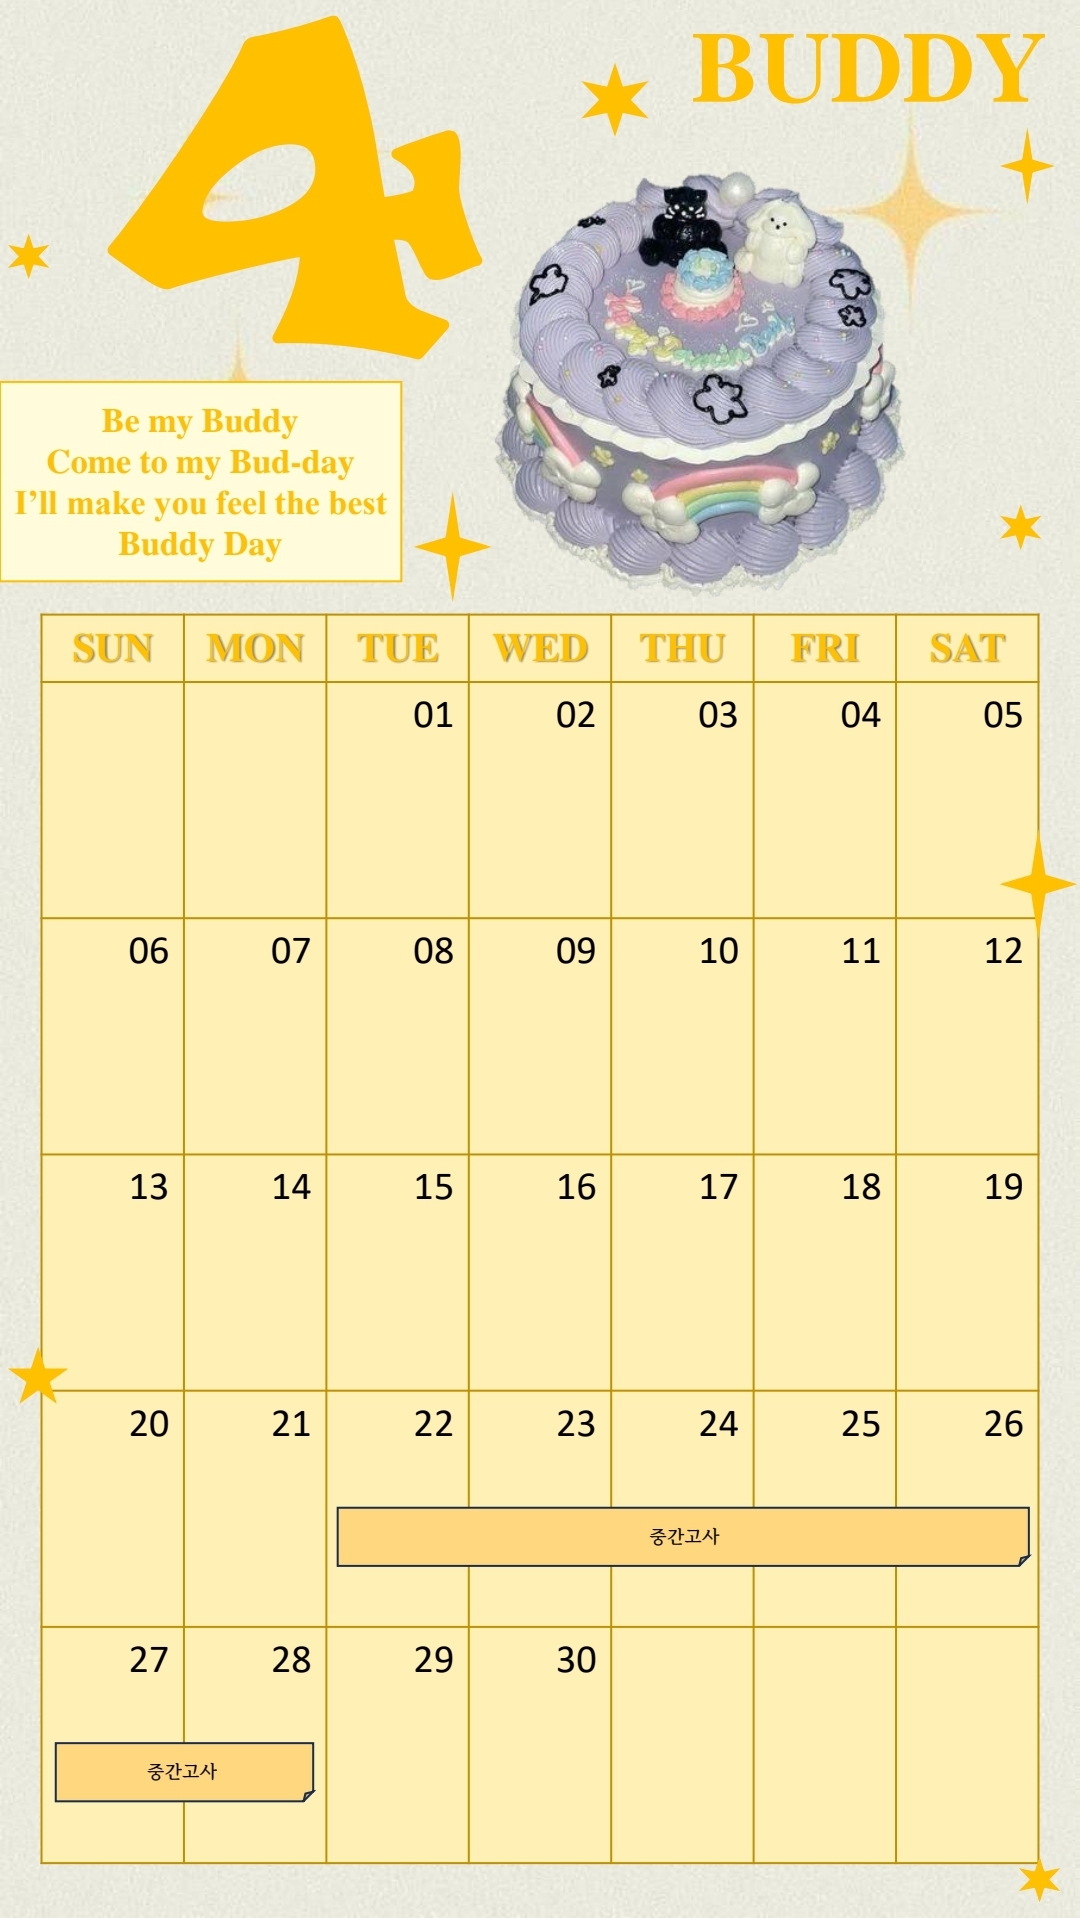 4
BUDDY
Be my Buddy
Come to my Bud-day
I’ll make you feel the best
Buddy Day
SUN MON TUE WED THU FRI SAT
01 02 03 04 05
06 07 08 09 10 11 12
13 14 15 16 17 18 19
20 21 22 23 24 25 26
중간고사
27 28 29 30
중간고사